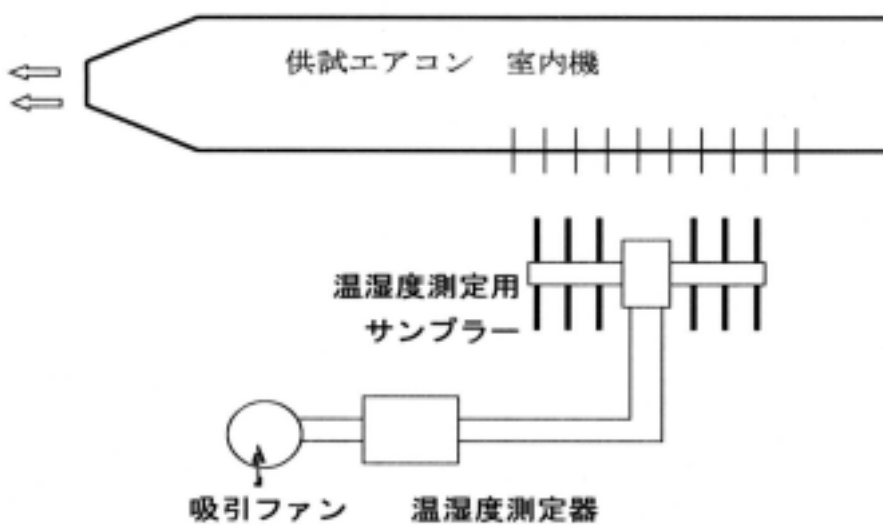 供試エアコン 室内機
温湿度測定用
サンプラー
吸引ファン 温湿度測定器